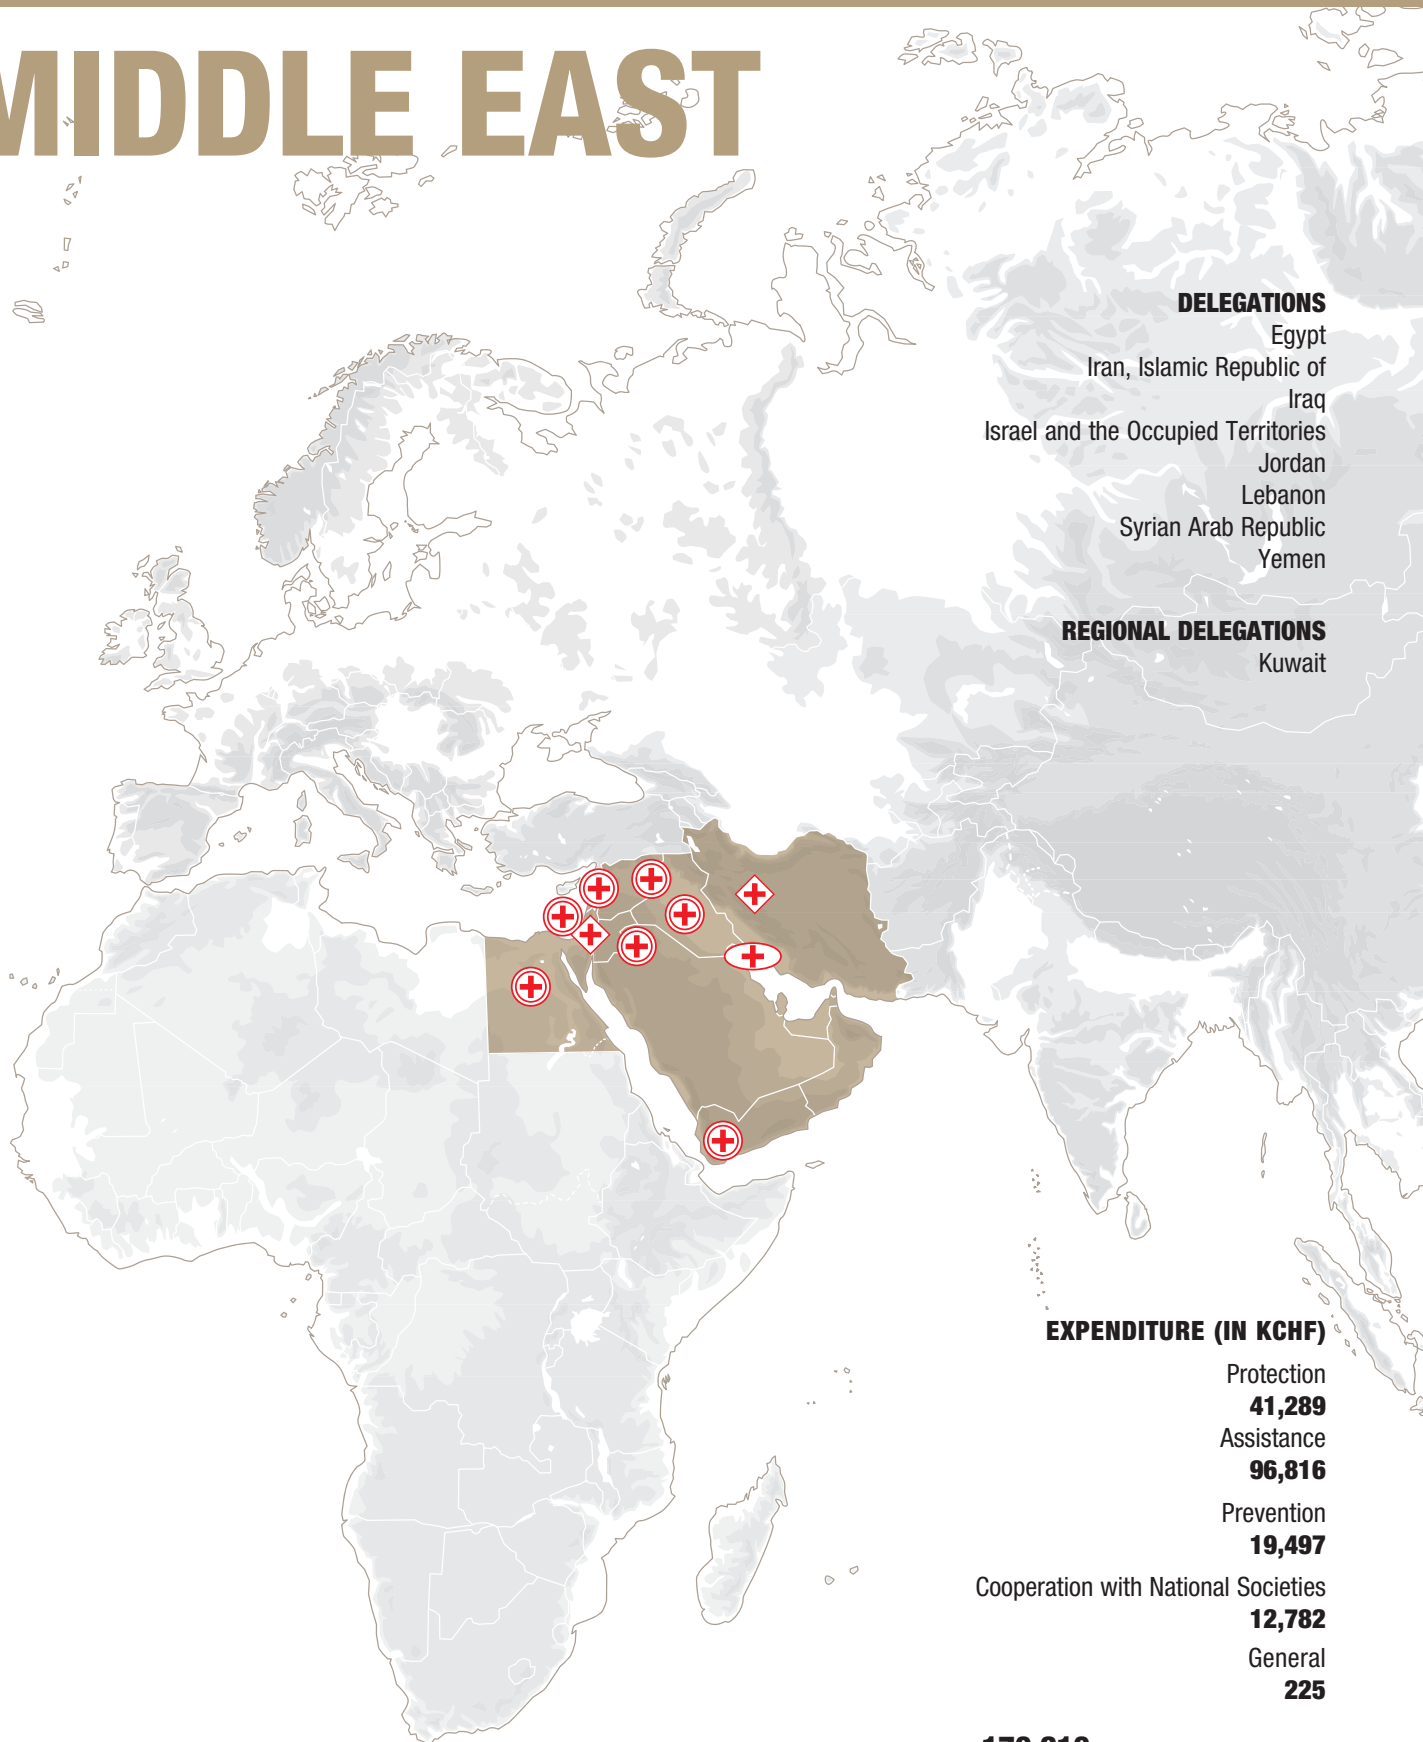 MIDDLE EAST
DELEGATIONS
Egypt
Iran, Islamic Republic of
Iraq
Israel and the Occupied Territories
Jordan
Lebanon
Syrian Arab Republic
Yemen
REGIONAL DELEGATIONS
Kuwait
EXPENDITURE (IN KCHF)
Protection
41,289
Assistance
96,816
Prevention
19,497
Cooperation with National Societies
12,782
General
225